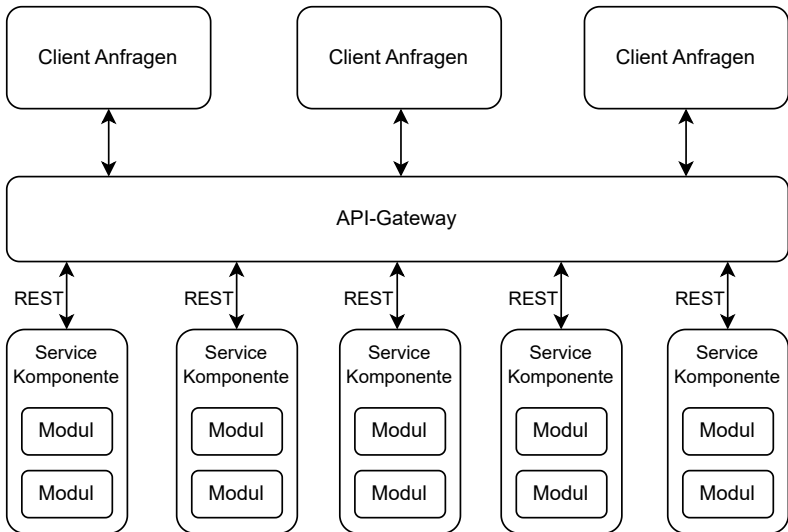 Client Anfragen
Client Anfragen
Client Anfragen
API-Gateway
REST
REST
REST
REST
REST
Service
Komponente
Modul
Modul
Service
Komponente
Modul
Modul
Service
Komponente
Modul
Modul
Service
Komponente
Modul
Modul
Service
Komponente
Modul
Modul